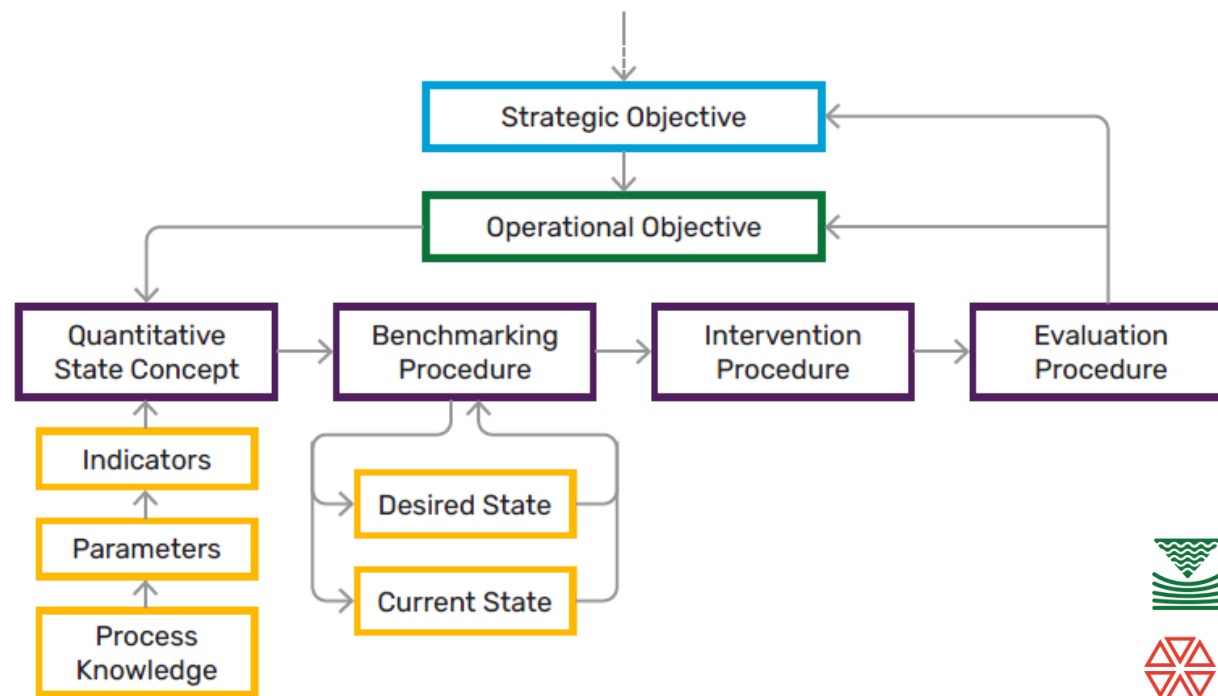 Strategic Objective
Operational Objective
Quantitative
State Concept
Benchmarking
Procedure
Intervention
Procedure
Evaluation
Procedure
Indicators
Parameters
Process
Knowledge
Desired State
Current State